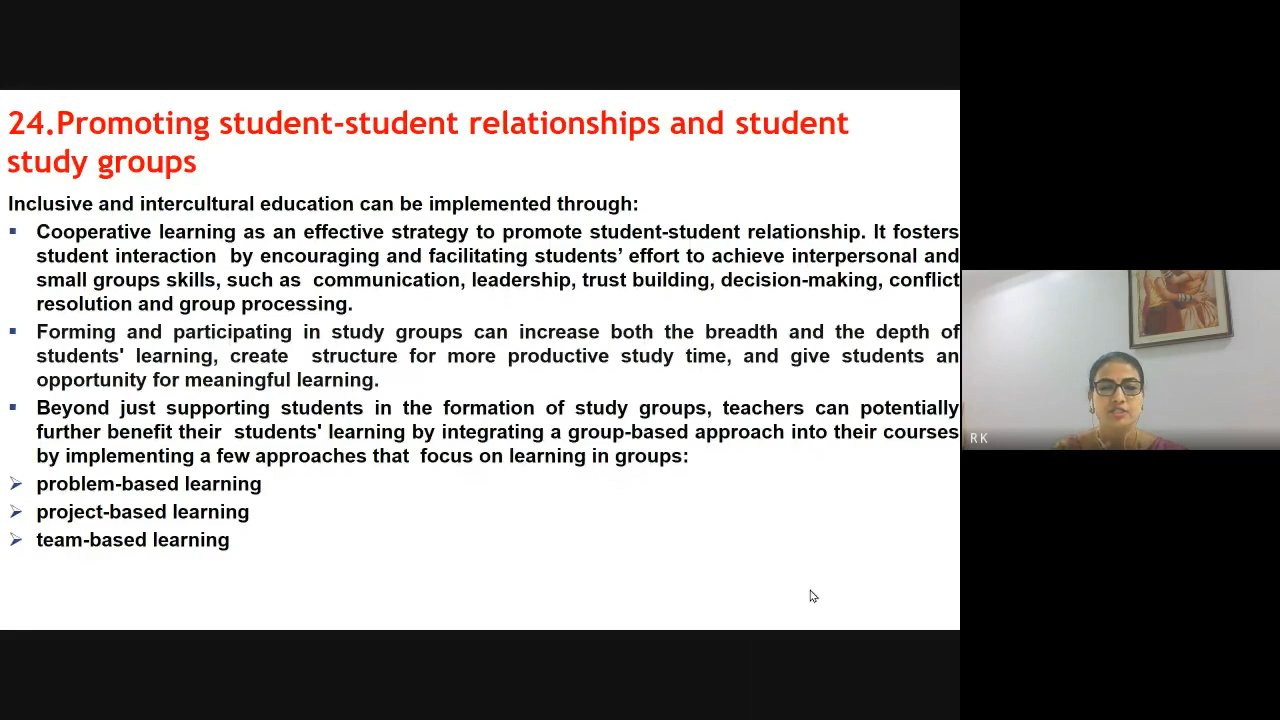 24.Promoting student-student relationships and student
study groups
Inclusive and intercultural education can be implemented through:
▪ Cooperative learning as an effective strategy to promote student-student relationship. It fosters
student interaction by encouraging and facilitating students’ effort to achieve interpersonal and
small groups skills, such as communication, leadership, trust building, decision-making, conflict
resolution and group processing.
▪ Forming and participating in study groups can increase both the breadth and the depth of
students' learning, create structure for more productive study time, and give students an
opportunity for meaningful learning.
▪ Beyond just supporting students in the formation of study groups, teachers can potentially
further benefit their students' learning by integrating a group-based approach into their courses
by implementing a few approaches that focus on learning in groups:
➢ problem-based learning
➢ project-based learning
➢ team-based learning
RK